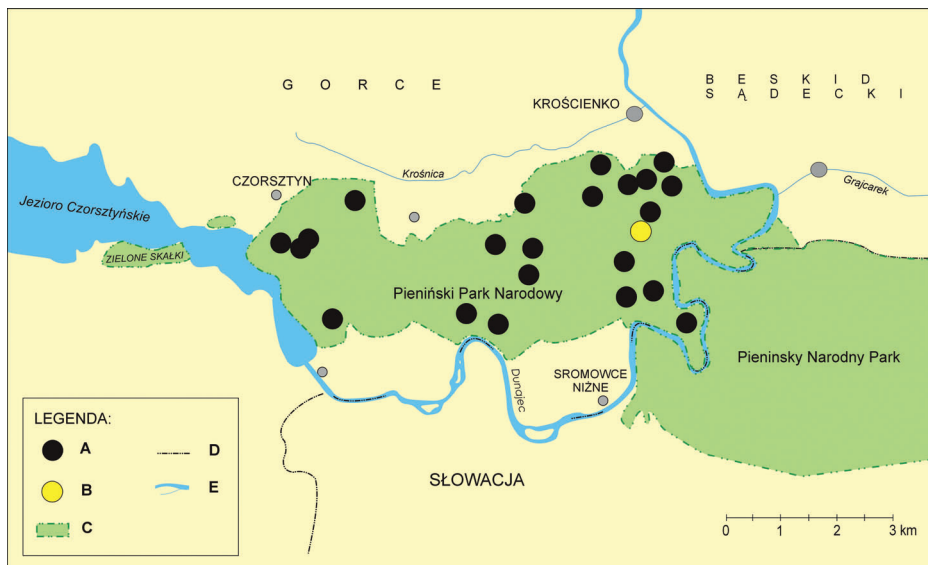 G O R C E
B E S K I D
S Ą D E C K I
KROŚCIENKO
Krośnica
Grajcarek
CZORSZTYN
Jezioro Czorsztyńskie
ZIELONE SKAŁKI
Pieniński Park Narodowy
Pieninsky Narodny Park
SROMOWCE
NIŻNE
Dunajec
SŁOWACJA
LEGENDA:
A
B
C
D
E
0 1 2 3 km